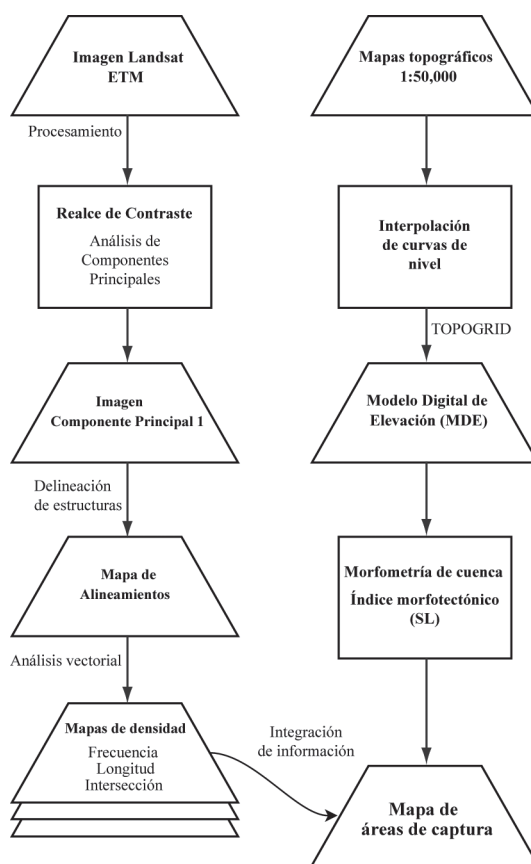 Imagen Landsat
ETM
Procesamiento
Realce de Contraste
Análisis de
Componentes
Principales
Imagen
Componente Principal 1
Delineación
de estructuras
Mapa de
Alineamientos
Análisis vectorial
Mapas de densidad
Frecuencia
Longitud
Intersección
Mapas topográficos
1:50,000
Interpolación
de curvas de
nivel
TOPOGRID
Modelo Digital de
Elevación (MDE)
Morfometría de cuenca
Índice morfotectónico
(SL)
Integración
de información
Mapa de
áreas de captura